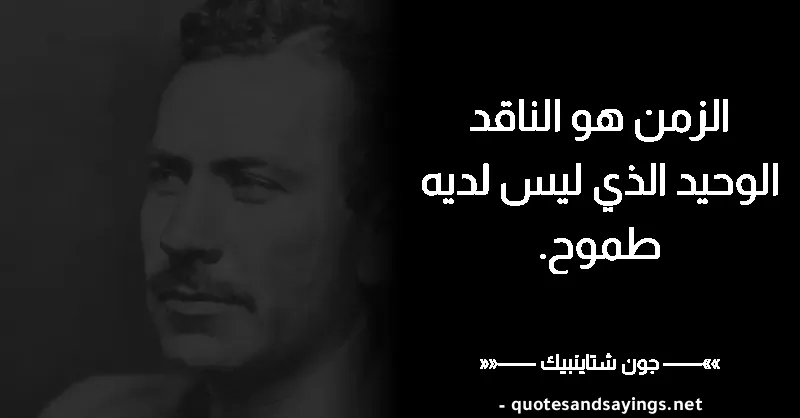 الزمن هو الناقد
الوحيد الذي ليس لديه
طموح.
»»—— جون شتاينبيك ——««
- quotesandsayings.net